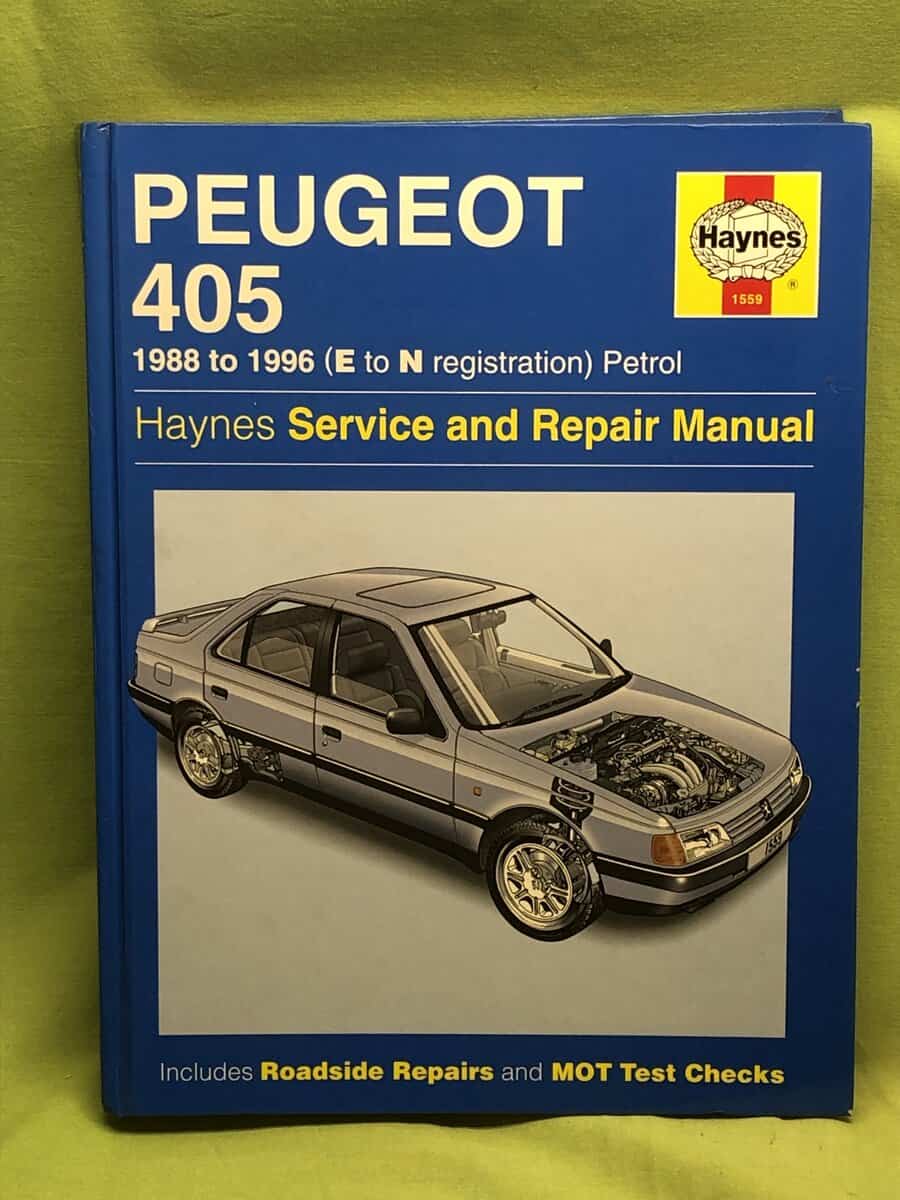 PEUGEOT
405
Haynes
®
1559
1988 to 1996 (E to N registration) Petrol
Haynes Service and Repair Manual
1559
Includes Roadside Repairs and MOT Test Checks